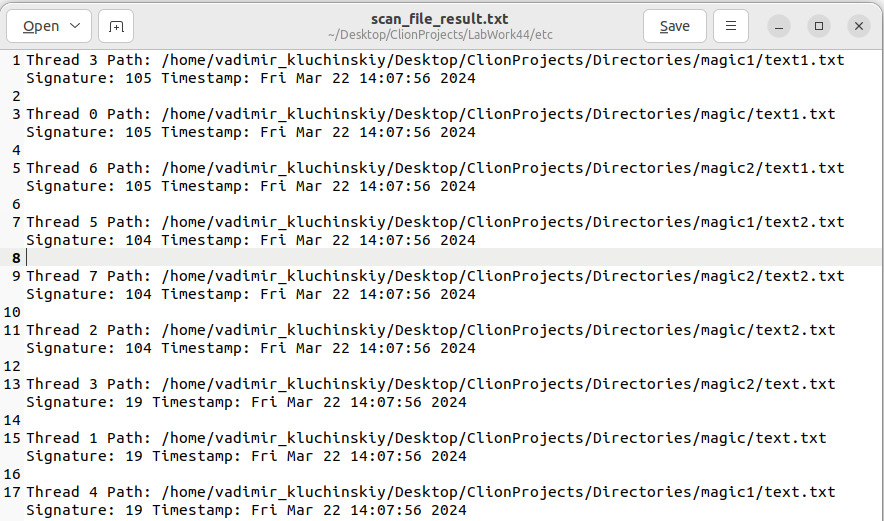 Open
scan_file_result.txt
~/Desktop/ClionProjects/LabWork44/etc
Save
1 Thread 3 Path: /home/vadimir_kluchinskiy/Desktop/ClionProjects/Directories/magic1/text1.txt
Signature: 105 Timestamp: Fri Mar 22 14:07:56 2024
2
3 Thread 0 Path: /home/vadimir_kluchinskiy/Desktop/ClionProjects/Directories/magic/text1.txt
Signature: 105 Timestamp: Fri Mar 22 14:07:56 2024
4
5 Thread 6 Path: /home/vadimir_kluchinskiy/Desktop/ClionProjects/Directories/magic2/text1.txt
Signature: 105 Timestamp: Fri Mar 22 14:07:56 2024
6
7 Thread 5 Path: /home/vadimir_kluchinskiy/Desktop/ClionProjects/Directories/magic1/text2.txt
Signature: 104 Timestamp: Fri Mar 22 14:07:56 2024
8
9 Thread 7 Path: /home/vadimir_kluchinskiy/Desktop/ClionProjects/Directories/magic2/text2.txt
Signature: 104 Timestamp: Fri Mar 22 14:07:56 2024
10
11 Thread 2 Path: /home/vadimir_kluchinskiy/Desktop/ClionProjects/Directories/magic/text2.txt
Signature: 104 Timestamp: Fri Mar 22 14:07:56 2024
12
13 Thread 3 Path: /home/vadimir_kluchinskiy/Desktop/ClionProjects/Directories/magic2/text.txt
Signature: 19 Timestamp: Fri Mar 22 14:07:56 2024
14
15 Thread 1 Path: /home/vadimir_kluchinskiy/Desktop/ClionProjects/Directories/magic/text.txt
Signature: 19 Timestamp: Fri Mar 22 14:07:56 2024
16
17 Thread 4 Path: /home/vadimir_kluchinskiy/Desktop/ClionProjects/Directories/magic1/text.txt
Signature: 19 Timestamp: Fri Mar 22 14:07:56 2024